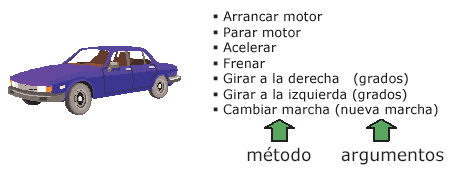 ▪ Arrancar motor
▪ Parar motor
▪ Acelerar
▪ Frenar
▪ Girar a la derecha (grados)
▪ Girar a la izquierda (grados)
▪ Cambiar marcha (nueva marcha)
método argumentos